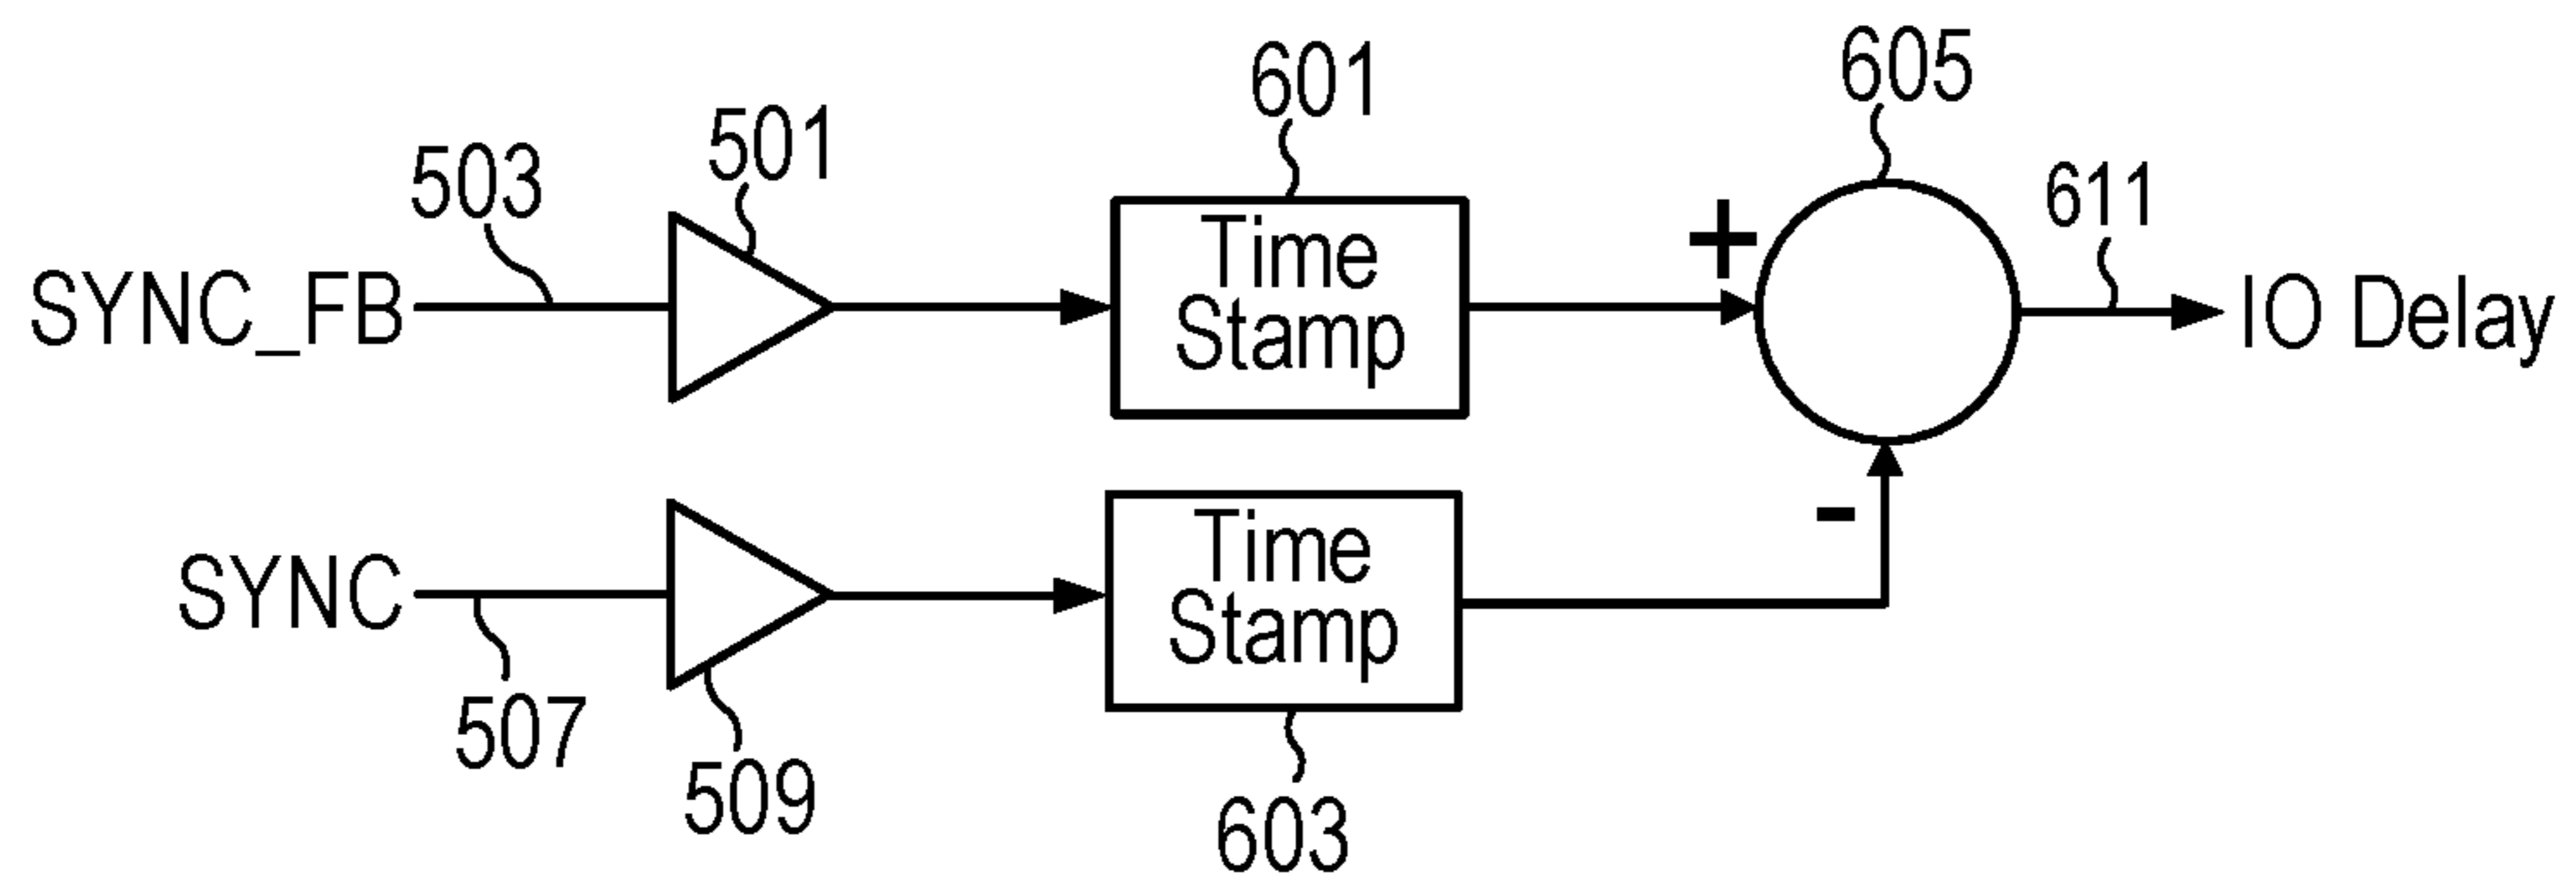 605
601
501
611
503
Time
Stamp
+
SYNC_FB
IO Delay
-
Time
Stamp
SYNC
507
509
603